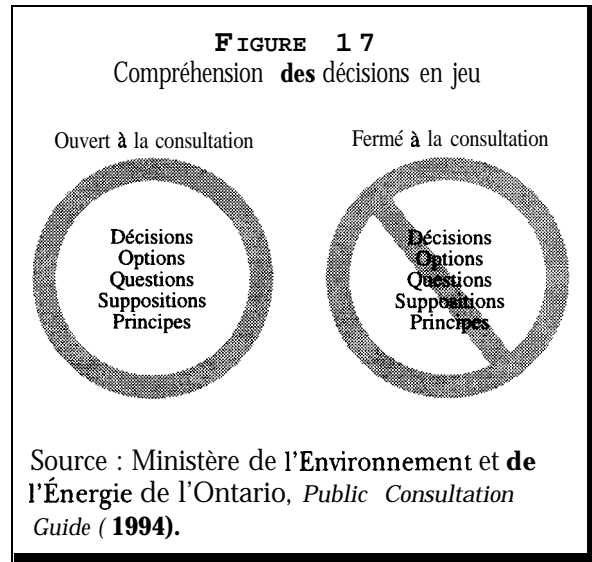 FIGURE 17
Compréhension des décisions en jeu
Ouvert à la consultation
Décisions
Options
Questions
Suppositions
Principes
Fermé à la consultation
Décisions
Options
Questions
Suppositions
Principes
Source : Ministère de l'Environnement et de
l'Énergie de l'Ontario, Public Consultation
Guide ( 1994).